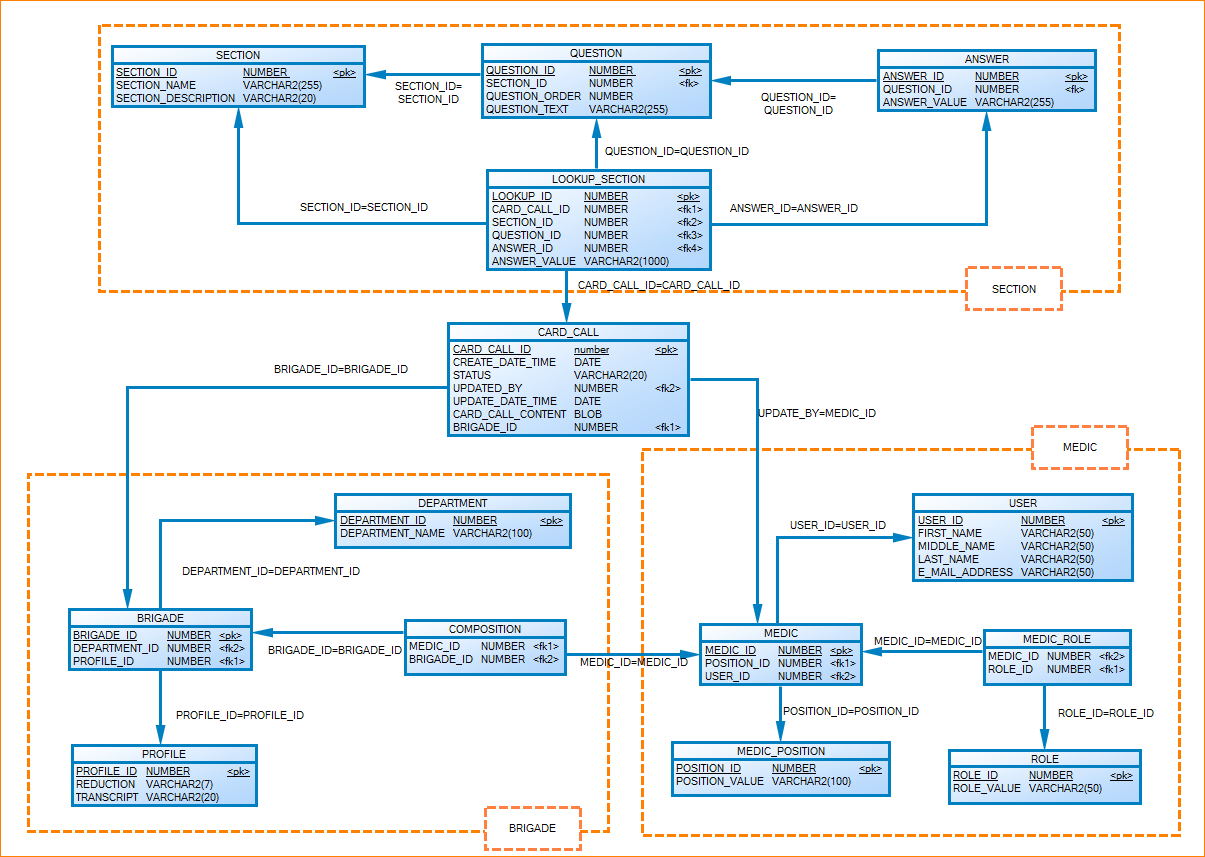 SECTION
SECTION_ID NUMBER <pk>
SECTION_NAME VARCHAR2(255)
SECTION_DESCRIPTION VARCHAR2(20)
SECTION_ID=
SECTION_ID
QUESTION
QUESTION_ID NUMBER <pk>
SECTION_ID NUMBER <fk>
QUESTION_ORDER NUMBER
QUESTION_TEXT VARCHAR2(255)
QUESTION_ID=
QUESTION_ID
ANSWER
ANSWER_ID NUMBER <pk>
QUESTION_ID NUMBER <fk>
ANSWER_VALUE VARCHAR2(255)
QUESTION_ID=QUESTION_ID
SECTION_ID=SECTION_ID
LOOKUP_SECTION
LOOKUP_ID NUMBER <pk>
CARD_CALL_ID NUMBER <fk1>
SECTION_ID NUMBER <fk2>
QUESTION_ID NUMBER <fk3>
ANSWER_ID NUMBER <fk4>
ANSWER_VALUE VARCHAR2(1000)
ANSWER_ID=ANSWER_ID
CARD_CALL_ID=CARD_CALL_ID
SECTION
CARD_CALL
CARD_CALL_ID number <pk>
CREATE_DATE_TIME DATE
STATUS VARCHAR2(20)
UPDATED_BY NUMBER <fk2>
UPDATE_DATE_TIME DATE
CARD_CALL_CONTENT BLOB
BRIGADE_ID NUMBER <fk1>
BRIGADE_ID=BRIGADE_ID
UPDATE_BY=MEDIC_ID
MEDIC
DEPARTMENT
DEPARTMENT_ID NUMBER <pk>
DEPARTMENT_NAME VARCHAR2(100)
DEPARTMENT_ID=DEPARTMENT_ID
USER_ID=USER_ID
USER
USER_ID NUMBER <pk>
FIRST_NAME VARCHAR2(50)
MIDDLE_NAME VARCHAR2(50)
LAST_NAME VARCHAR2(50)
E_MAIL_ADDRESS VARCHAR2(50)
BRIGADE
BRIGADE_ID NUMBER <pk>
DEPARTMENT_ID NUMBER <fk2>
PROFILE_ID NUMBER <fk1>
BRIGADE_ID=BRIGADE_ID
COMPOSITION
MEDIC_ID NUMBER <fk1>
BRIGADE_ID NUMBER <fk2>
MEDIC_ID=MEDIC_ID
MEDIC
MEDIC_ID NUMBER <pk>
POSITION_ID NUMBER <fk1>
USER_ID NUMBER <fk2>
MEDIC_ID=MEDIC_ID
MEDIC_ROLE
MEDIC_ID NUMBER <fk2>
ROLE_ID NUMBER <fk1>
PROFILE_ID=PROFILE_ID
POSITION_ID=POSITION_ID
ROLE_ID=ROLE_ID
PROFILE
PROFILE_ID NUMBER <pk>
REDUCTION VARCHAR2(7)
TRANSCRIPT VARCHAR2(20)
MEDIC_POSITION
POSITION_ID NUMBER <pk>
POSITION_VALUE VARCHAR2(100)
ROLE
ROLE_ID NUMBER <pk>
ROLE_VALUE VARCHAR2(50)
BRIGADE